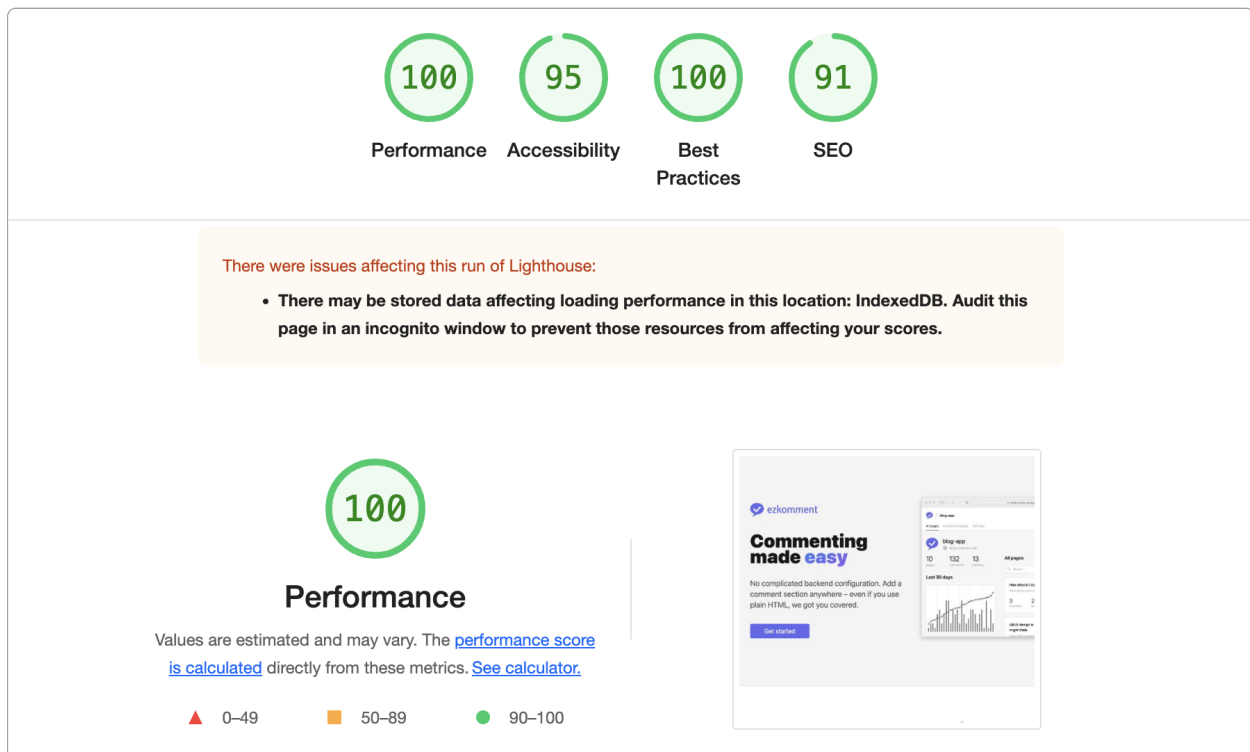 100
95
100
91
Performance
Accessibility
Best
Practices
SEO
There were issues affecting this run of Lighthouse:
• There may be stored data affecting loading performance in this location: IndexedDB. Audit this
page in an incognito window to prevent those resources from affecting your scores.
100
Performance
Values are estimated and may vary. The performance score
is calculated directly from these metrics. See calculator.
0–49
50–89
90–100
ezkomment
Commenting
made easy
No complicated backend configuration. Add a
comment section anywhere – even if you use
plain HTML, we got you covered.
Get started
blog-app
blog-app
10
132
13
Last 30 days
All pages